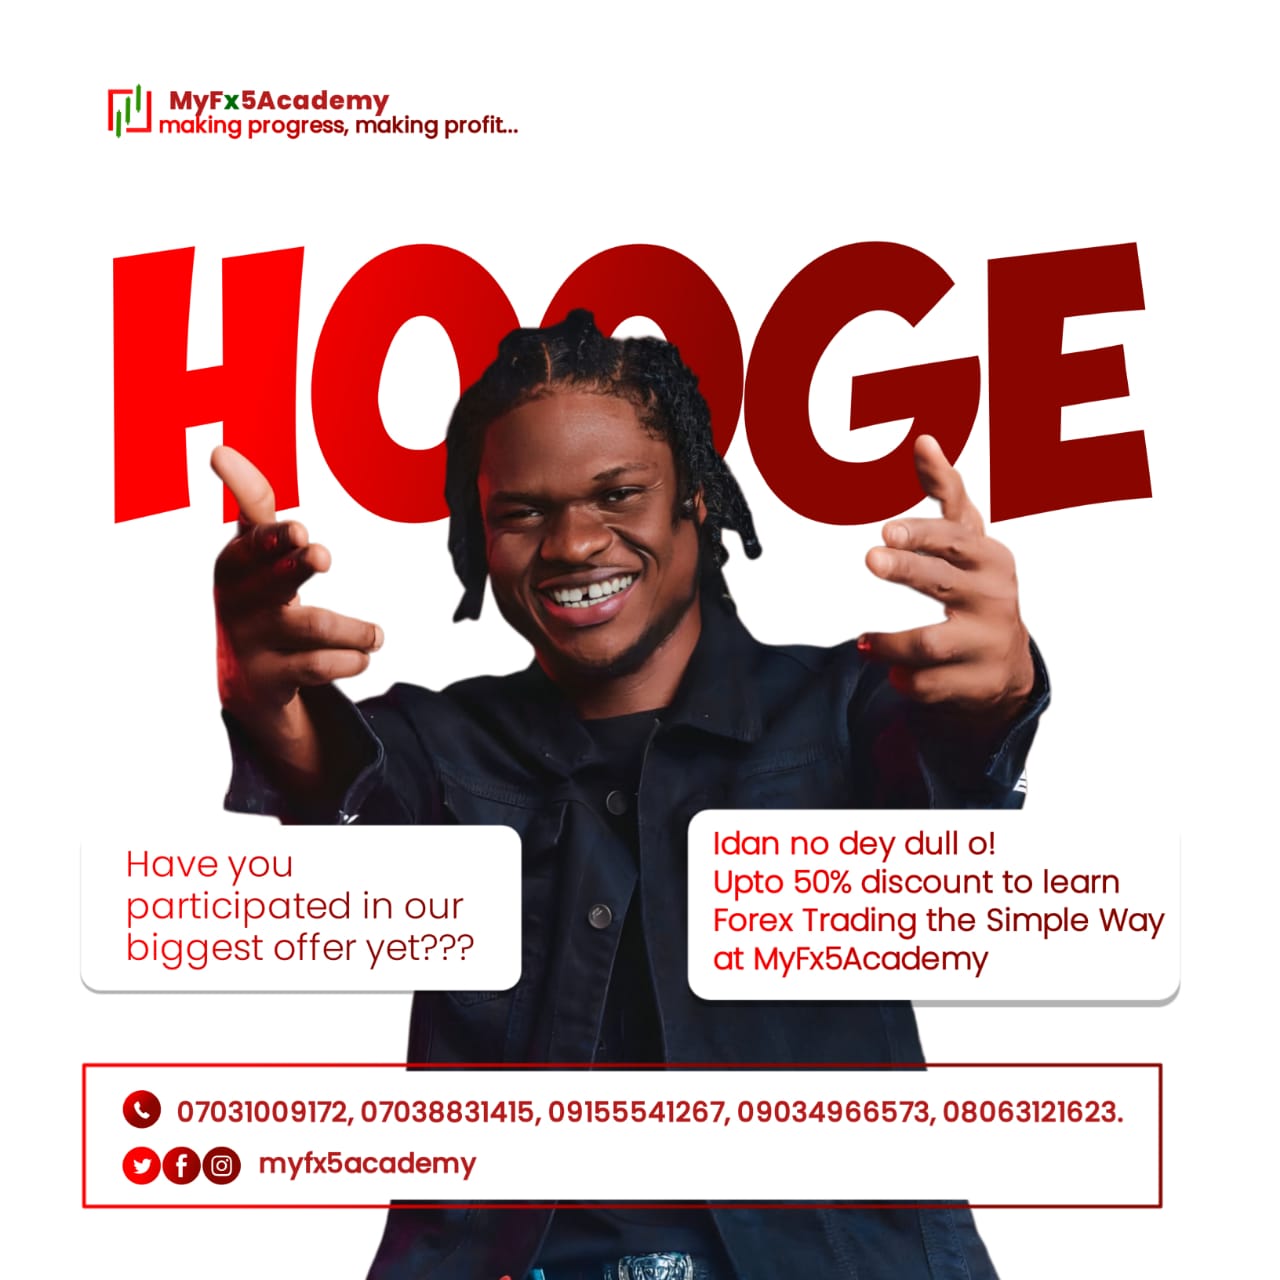 MyFx5Academy
making progress, making profit...
HOOGE
Have you
participated in our
biggest offer yet???
Idan no dey dull o!
Upto 50% discount to learn
Forex Trading the Simple Way
at MyFx5Academy
07031009172, 07038831415, 09155541267, 09034966573, 08063121623.
myfx5academy